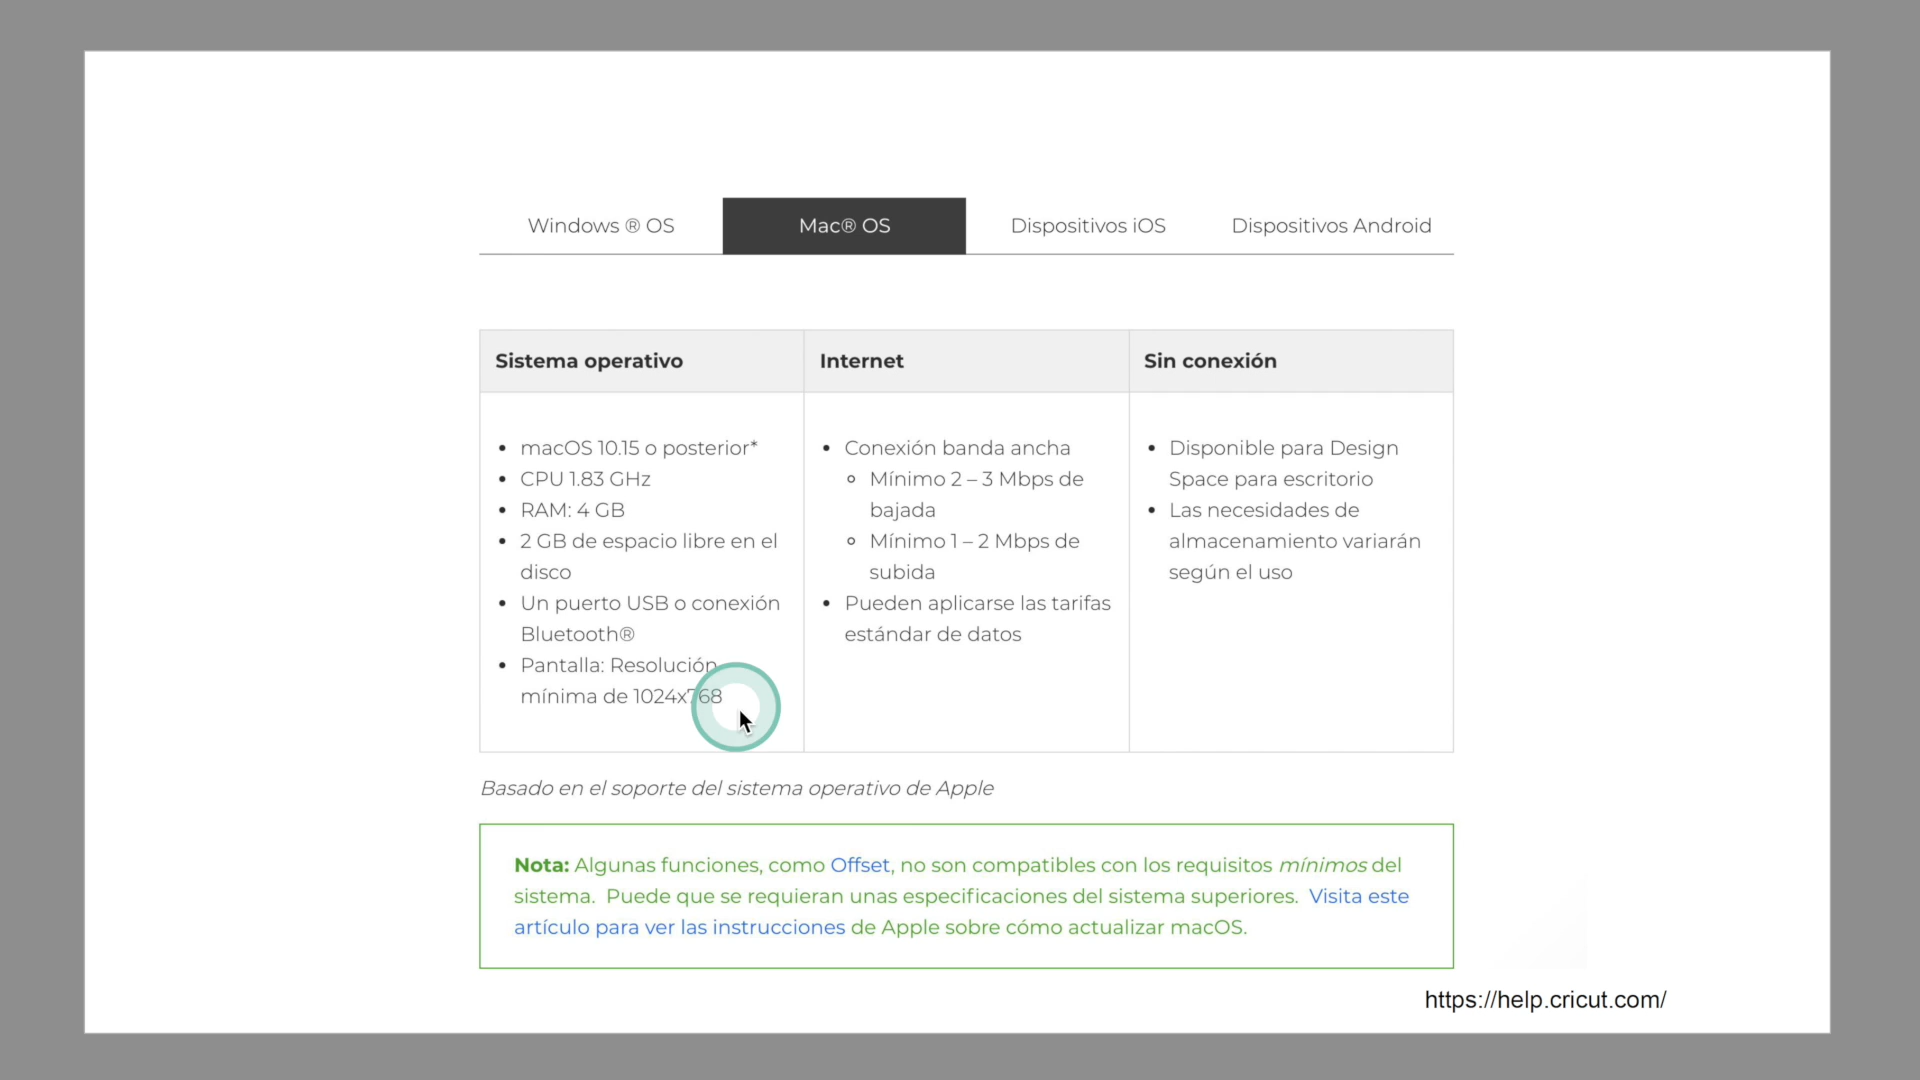 Windows ® OS
Mac® OS
Dispositivos iOS
Dispositivos Android
Sistema operativo
Internet
Sin conexión
macOS 10.15 o posterior*
CPU 1.83 GHz
RAM: 4 GB
2 GB de espacio libre en el
disco
Un puerto USB o conexión
Bluetooth®
Pantalla: Resolución
mínima de 1024x768
Conexión banda ancha
Mínimo 2 – 3 Mbps de
bajada
Mínimo 1 – 2 Mbps de
subida
Pueden aplicarse las tarifas
estándar de datos
Disponible para Design
Space para escritorio
Las necesidades de
almacenamiento variarán
según el uso
Basado en el soporte del sistema operativo de Apple
Nota: Algunas funciones, como Offset, no son compatibles con los requisitos mínimos del
sistema. Puede que se requieran unas especificaciones del sistema superiores. Visita este
artículo para ver las instrucciones de Apple sobre cómo actualizar macOS.
https://help.cricut.com/